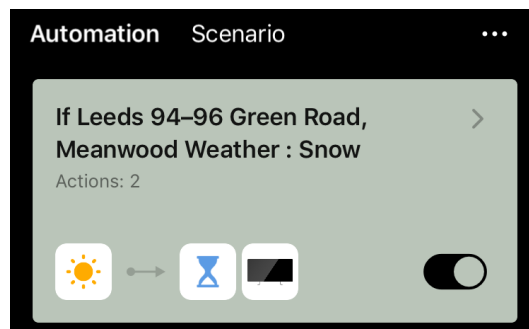 Automation Scenario
If Leeds 94–96 Green Road,
Meanwood Weather : Snow
Actions: 2